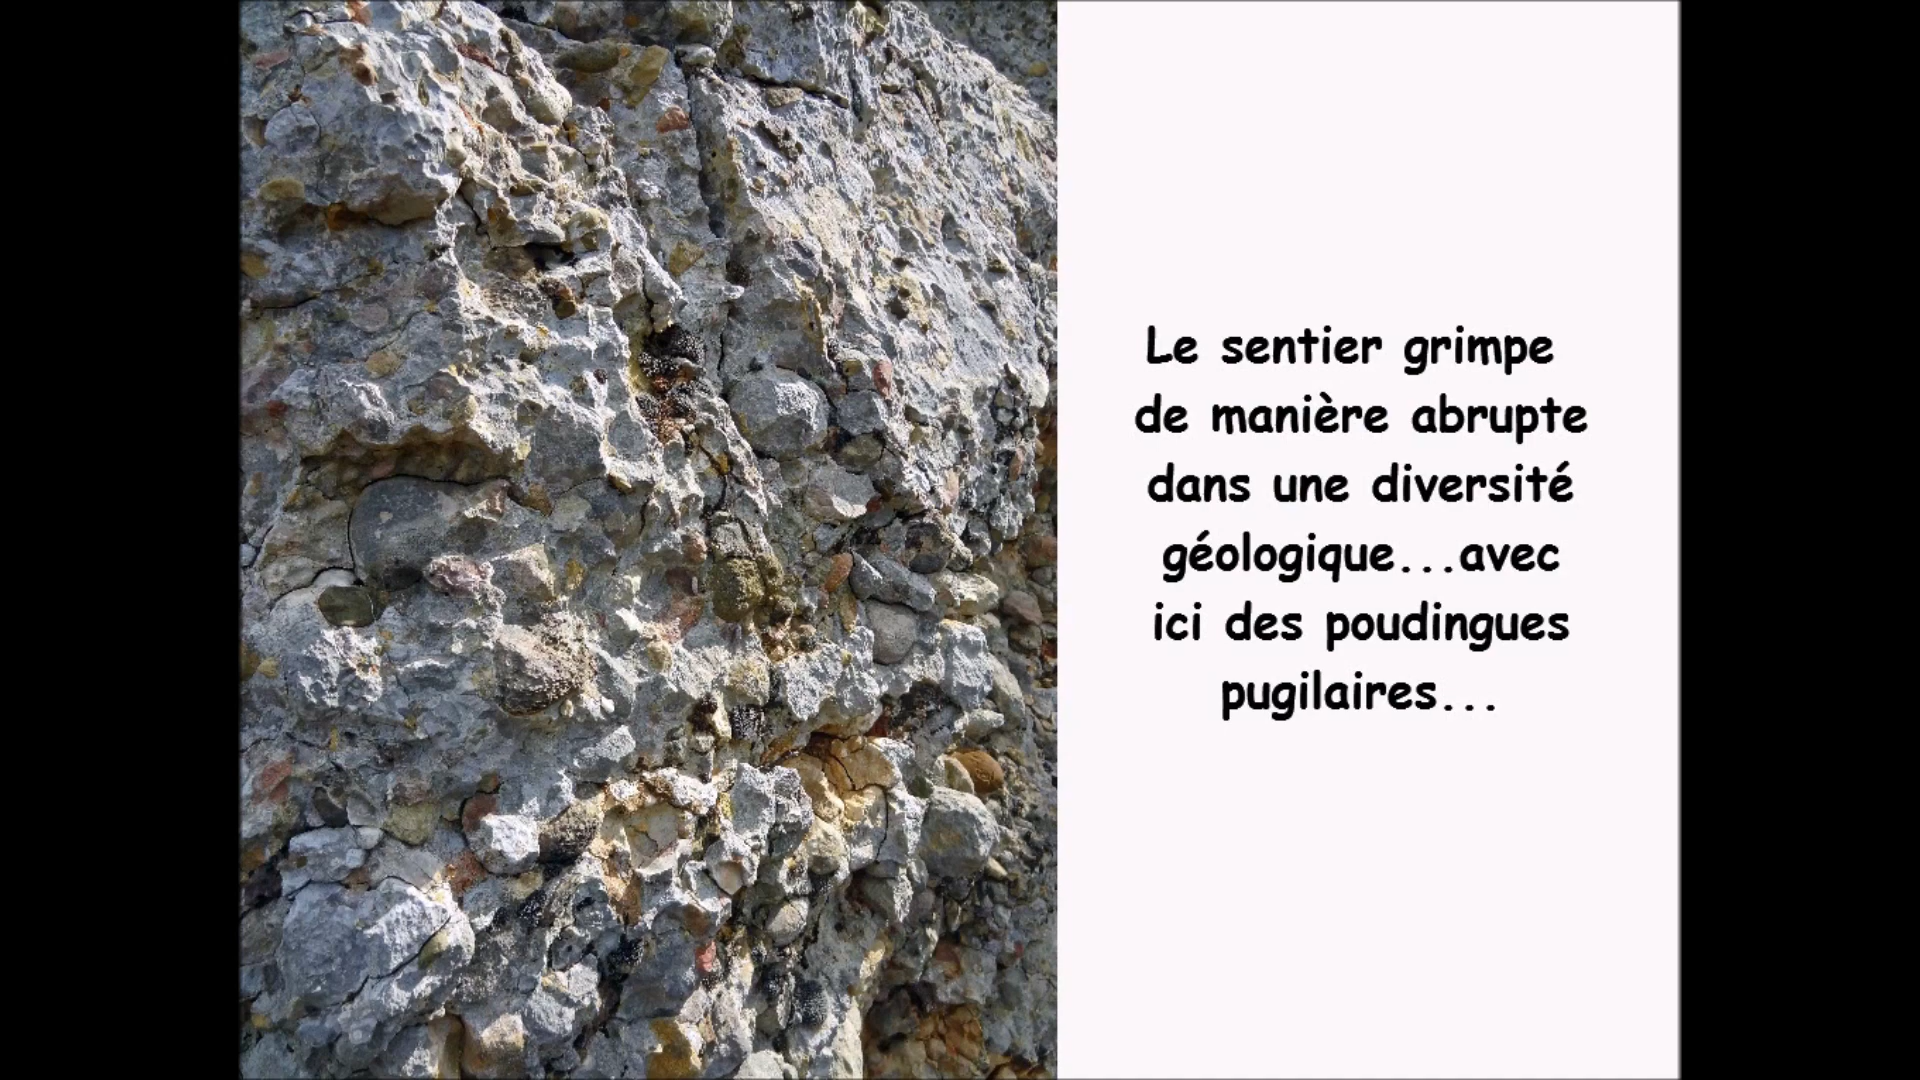 Le sentier grimpe
de manière abrupte
dans une diversité
géologique...avec
ici des poudingues
pugilaires...